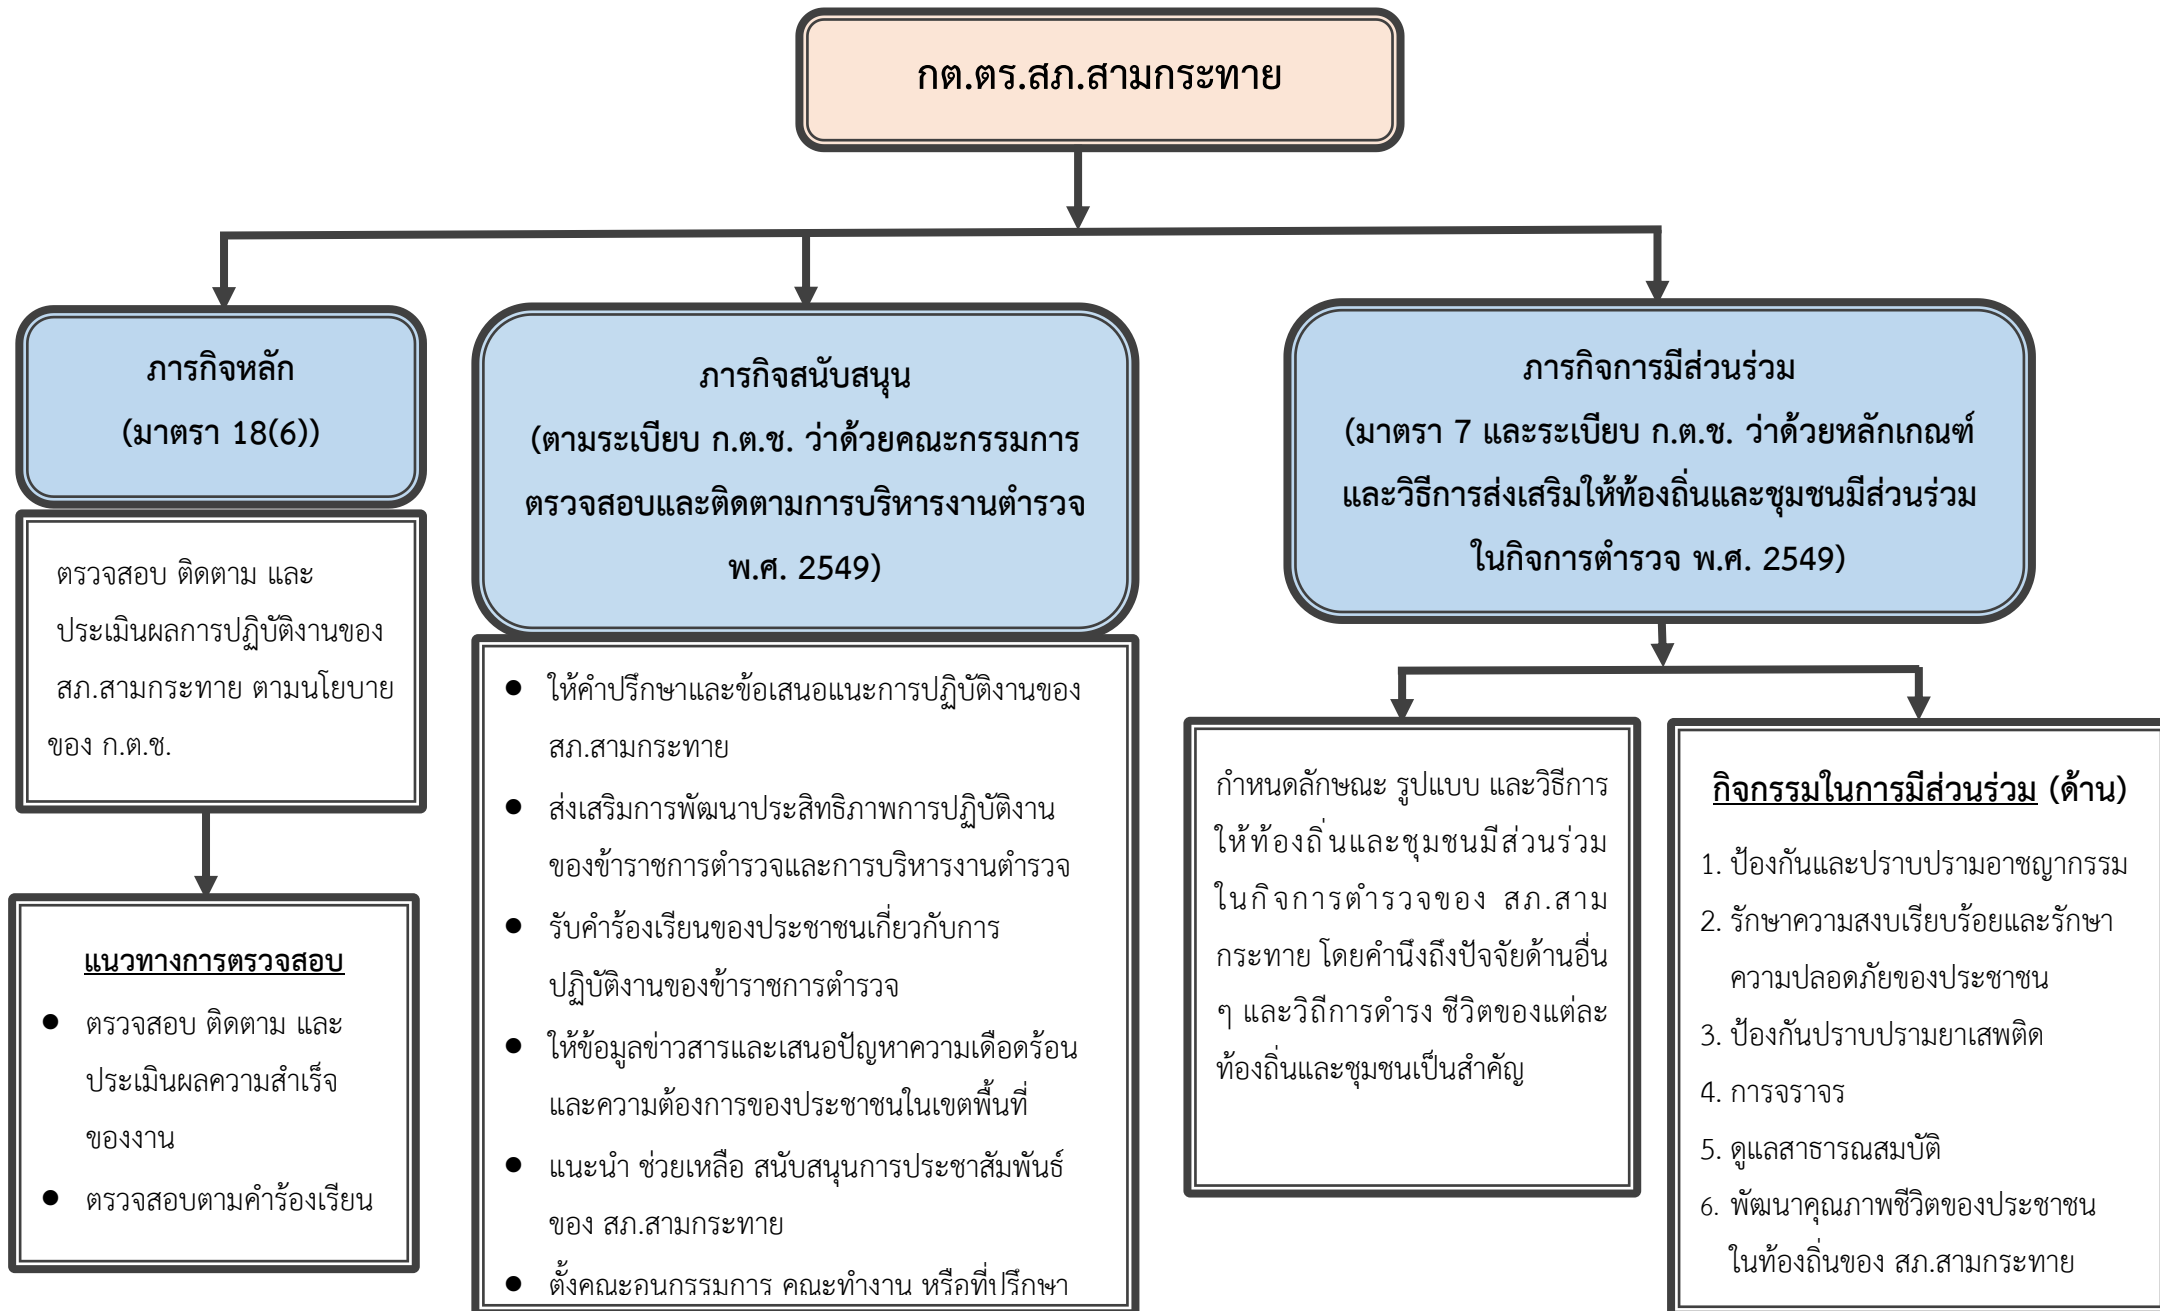 กต.ตร.สภ.สามกระทาย
ภารกิจหลัก
(มาตรา 18(6))
ตรวจสอบ ติดตาม และ
ประเมินผลการปฏิบัติงานของ
สภ.สามกระทาย ตามนโยบาย
ของ ก.ต.ช.
แนวทางการตรวจสอบ
● ตรวจสอบ ติดตาม และ
ประเมินผลความสำเร็จ
ของงาน
● ตรวจสอบตามคำร้องเรียน
ภารกิจสนับสนุน
(ตามระเบียบ ก.ต.ช. ว่าด้วยคณะกรรมการ
ตรวจสอบและติดตามการบริหารงานตำรวจ
พ.ศ. 2549)
● ให้คำปรึกษาและข้อเสนอแนะการปฏิบัติงานของ
สภ.สามกระทาย
● ส่งเสริมการพัฒนาประสิทธิภาพการปฏิบัติงาน
ของข้าราชการตำรวจและการบริหารงานตำรวจ
● รับคำร้องเรียนของประชาชนเกี่ยวกับการ
ปฏิบัติงานของข้าราชการตำรวจ
● ให้ข้อมูลข่าวสารและเสนอปัญหาความเดือดร้อน
และความต้องการของประชาชนในเขตพื้นที่
● แนะนำ ช่วยเหลือ สนับสนุนการประชาสัมพันธ์
ของ สภ.สามกระทาย
● ตั้งคณะอนุกรรมการ คณะทำงาน หรือที่ปรึกษา
ภารกิจการมีส่วนร่วม
(มาตรา 7 และระเบียบ ก.ต.ช. ว่าด้วยหลักเกณฑ์
และวิธีการส่งเสริมให้ท้องถิ่นและชุมชนมีส่วนร่วม
ในกิจการตำรวจ พ.ศ. 2549)
กำหนดลักษณะ รูปแบบ และวิธีการ
ให้ท้องถิ่นและชุมชนมีส่วนร่วม
ในกิจการตำรวจของ สภ.สาม
กระทาย โดยคำนึงถึงปัจจัยด้านอื่น
ๆ และวิถีการดำรง ชีวิตของแต่ละ
ท้องถิ่นและชุมชนเป็นสำคัญ
กิจกรรมในการมีส่วนร่วม (ด้าน)
1. ป้องกันและปราบปรามอาชญากรรม
2. รักษาความสงบเรียบร้อยและรักษา
ความปลอดภัยของประชาชน
3. ป้องกันปราบปรามยาเสพติด
4. การจราจร
5. ดูแลสาธารณสมบัติ
6. พัฒนาคุณภาพชีวิตของประชาชน
ในท้องถิ่นของ สภ.สามกระทาย